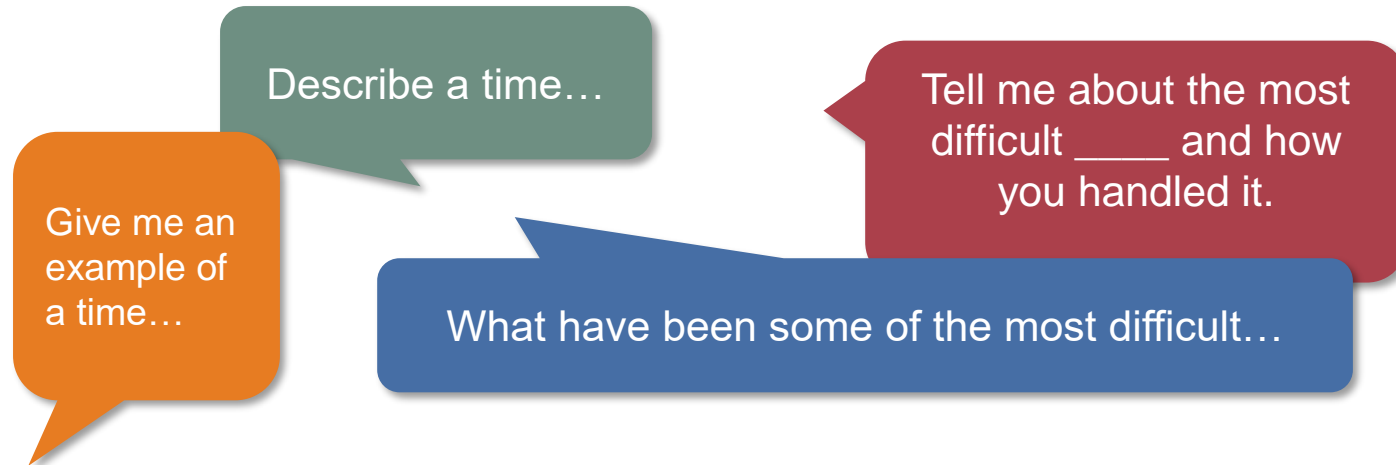 Describe a time…
Tell me about the most
difficult ____ and how
you handled it.
Give me an
example of
a time…
What have been some of the most difficult…